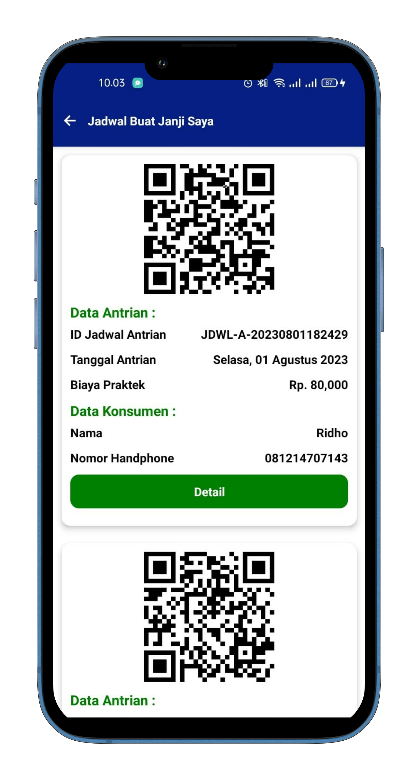 10.03
87
Jadwal Buat Janji Saya
Data Antrian :
ID Jadwal Antrian JDWL-A-20230801182429
Tanggal Antrian Selasa, 01 Agustus 2023
Biaya Praktek Rp. 80,000
Data Konsumen :
Nama Ridho
Nomor Handphone 081214707143
Detail
Data Antrian :